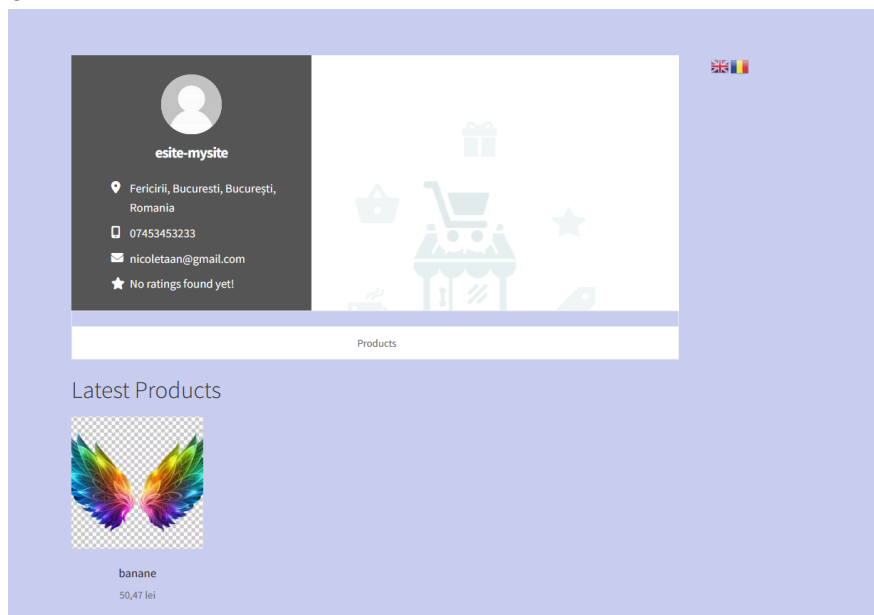 esite-mysite
Fericirii, Bucuresti, București,
Romania
07453453233
nicoletaan@gmail.com
No ratings found yet!
Products
Latest Products
banane
50,47 lei